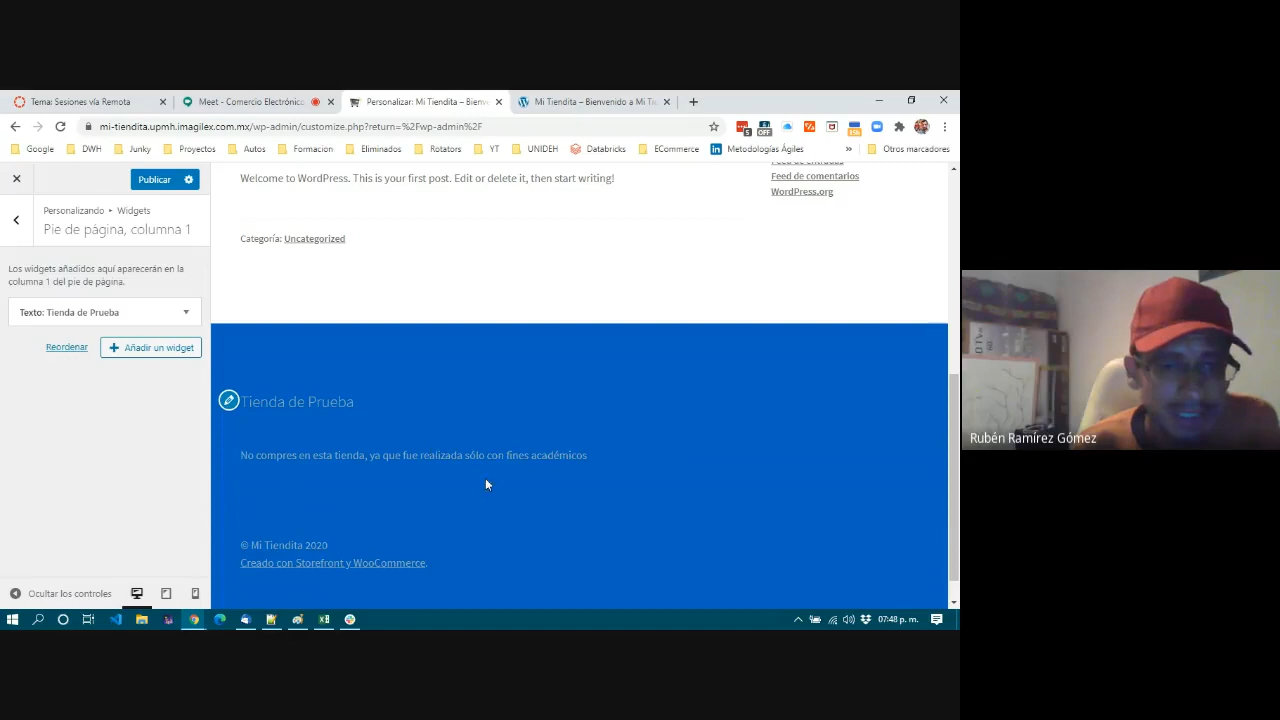 Tema: Sesiones vía Remota
Meet - Comercio Electrónico
Personalizar: Mi Tiendita – Bienve
Mi Tiendita – Bienvenido a Mi Ti
mi-tiendita.upmh.imagilex.com.mx/wp-admin/customize.php?return=%2Fwp-admin%2F
5
OFF
Google
DWH
Junky
Proyectos
Autos
Formacion
Eliminados
Rotators
YT
UNIDEH
Databricks
ECommerce
Metodologías Ágiles
»
Otros marcadores
Publicar
Personalizando ▸ Widgets
Pie de página, columna 1
Los widgets añadidos aquí aparecerán en la
columna 1 del pie de página.
Texto: Tienda de Prueba
Reordenar
Añadir un widget
Ocultar los controles
Feed de entradas
Feed de comentarios
WordPress.org
Welcome to WordPress. This is your first post. Edit or delete it, then start writing!
Categoría: Uncategorized
Tienda de Prueba
No compres en esta tienda, ya que fue realizada sólo con fines académicos
© Mi Tiendita 2020
Creado con Storefront y WooCommerce.
07:48 p. m.
Rubén Ramírez Gómez